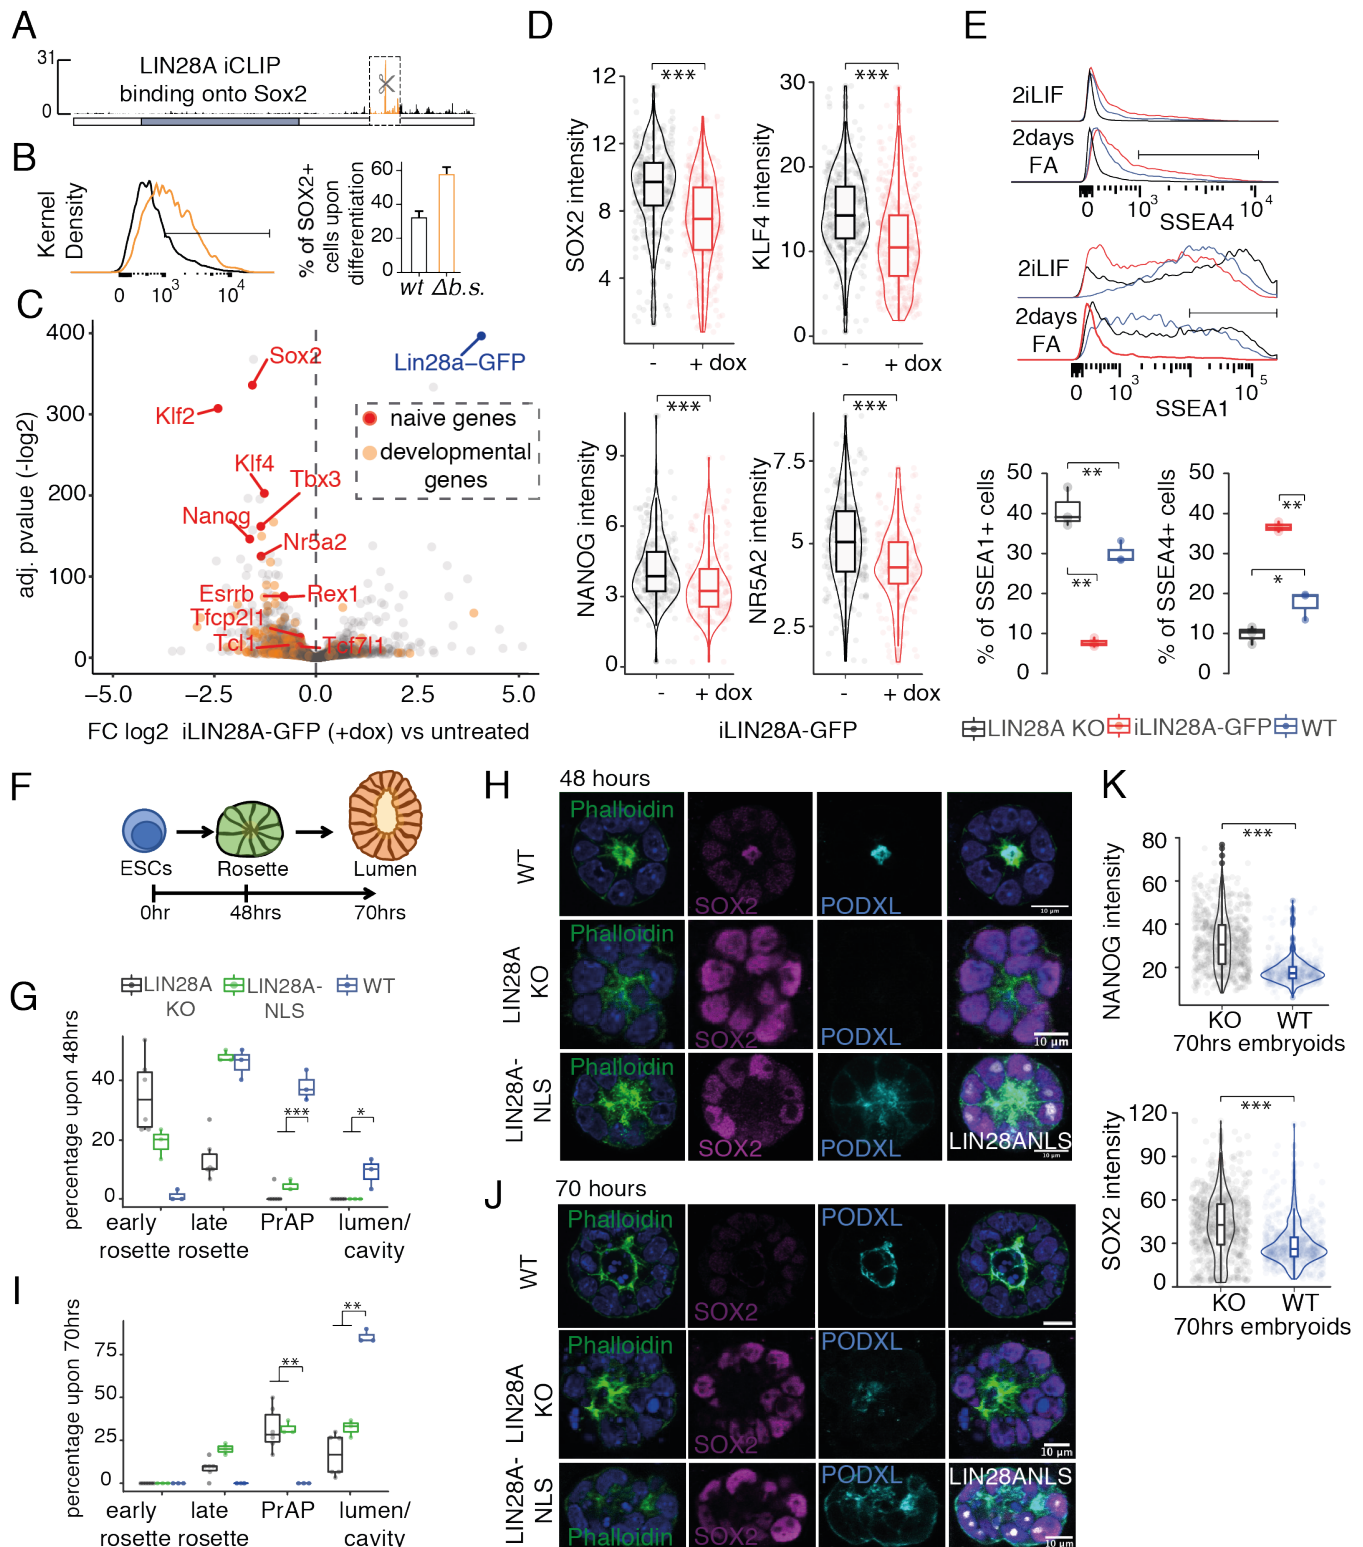 A
31
0
LIN28A iCLIP
binding onto Sox2
B
Kernel
Density
0
10³
10⁴
% of SOX2+
cells upon
differentiation
60
40
20
0
wt
Δb.s.
C
400
300
200
100
0
adj. pvalue (-log2)
Sox2
Lin28a–GFP
Klf2
naive genes
developmental
genes
Klf4
Tbx3
Nanog
Nr5a2
Esrrb
Rex1
Tfcp2l1
Tcl1
Tcf7l1
−5.0
−2.5
0.0
2.5
5.0
FC log2 iLIN28A-GFP (+dox) vs untreated
D
SOX2 intensity
12
12
8
4
***
-
+ dox
KLF4 intensity
30
20
10
0
***
-
+ dox
NANOG intensity
9
6
3
0
***
-
+ dox
NR5A2 intensity
7.5
5
2.5
***
-
+ dox
iLIN28A-GFP
E
2iLIF
2days
FA
0
10³
10⁴
SSEA4
2iLIF
2days
FA
0
10³
10⁵
SSEA1
% of SSEA1+ cells
50
40
30
20
10
0
**
**
% of SSEA4+ cells
50
40
30
20
10
0
**
*
LIN28A KO
iLIN28A-GFP
WT
F
ESCs
Rosette
Lumen
0hr
48hrs
70hrs
G
LIN28A
KO
LIN28A-
NLS
WT
percentage upon 48hrs
40
20
0
***
*
early
rosette
late
rosette
PrAP
lumen/
cavity
H
48 hours
WT
Phalloidin
SOX2
PODXL
10 µm
LIN28A
KO
Phalloidin
SOX2
PODXL
10 µm
LIN28A-
NLS
Phalloidin
SOX2
PODXL
LIN28ANLS
10 µm
I
percentage upon 70hrs
75
50
25
0
**
**
early
rosette
late
rosette
PrAP
lumen/
cavity
J
70 hours
WT
Phalloidin
SOX2
PODXL
LIN28A
KO
Phalloidin
SOX2
PODXL
10 µm
LIN28A-
NLS
Phalloidin
SOX2
PODXL
LIN28ANLS
10 µm
K
NANOG intensity
80
60
40
20
***
KO
WT
70hrs embryoids
SOX2 intensity
120
90
60
30
0
***
KO
WT
70hrs embryoids